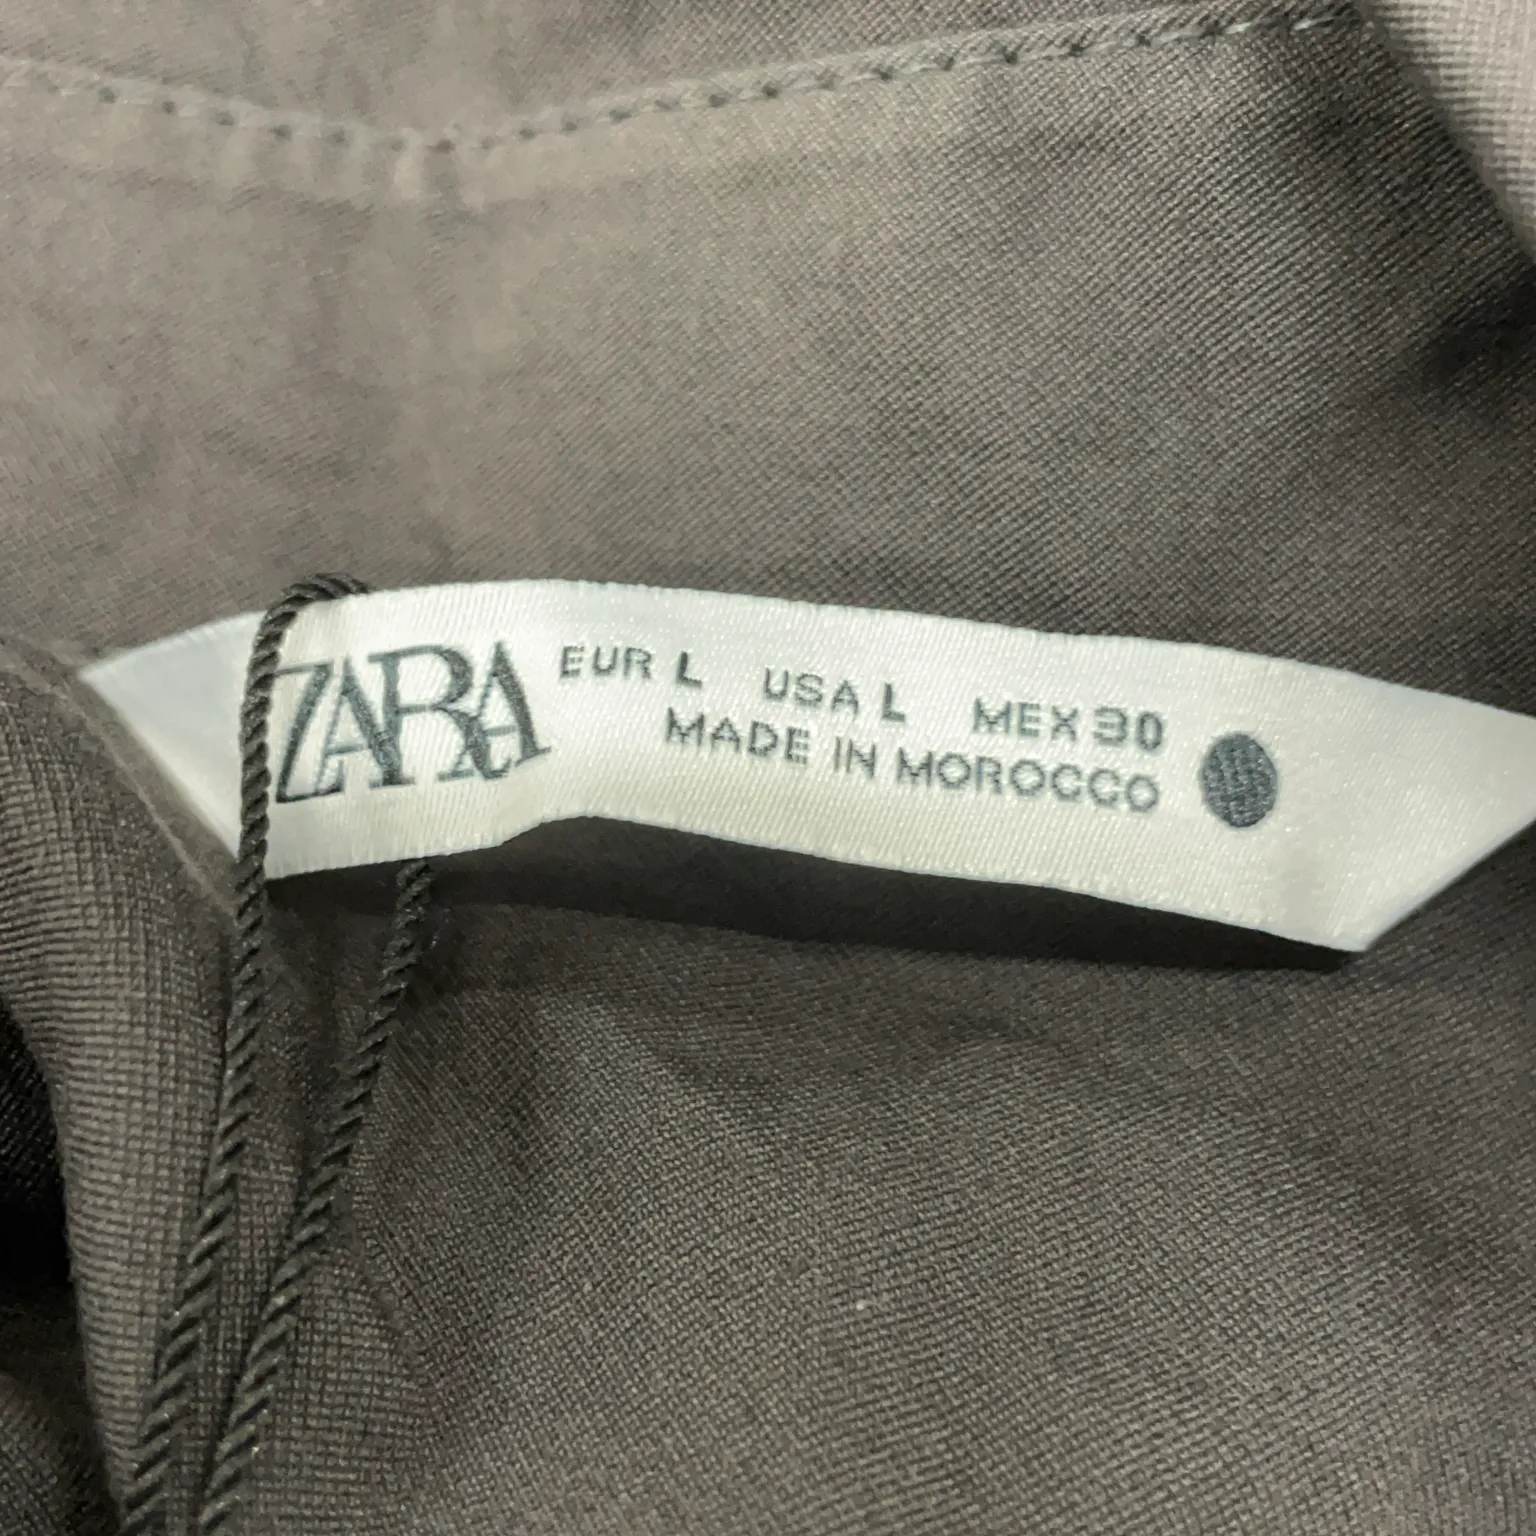 ZARA
EUR L USA L MEX 30
MADE IN MOROCCO